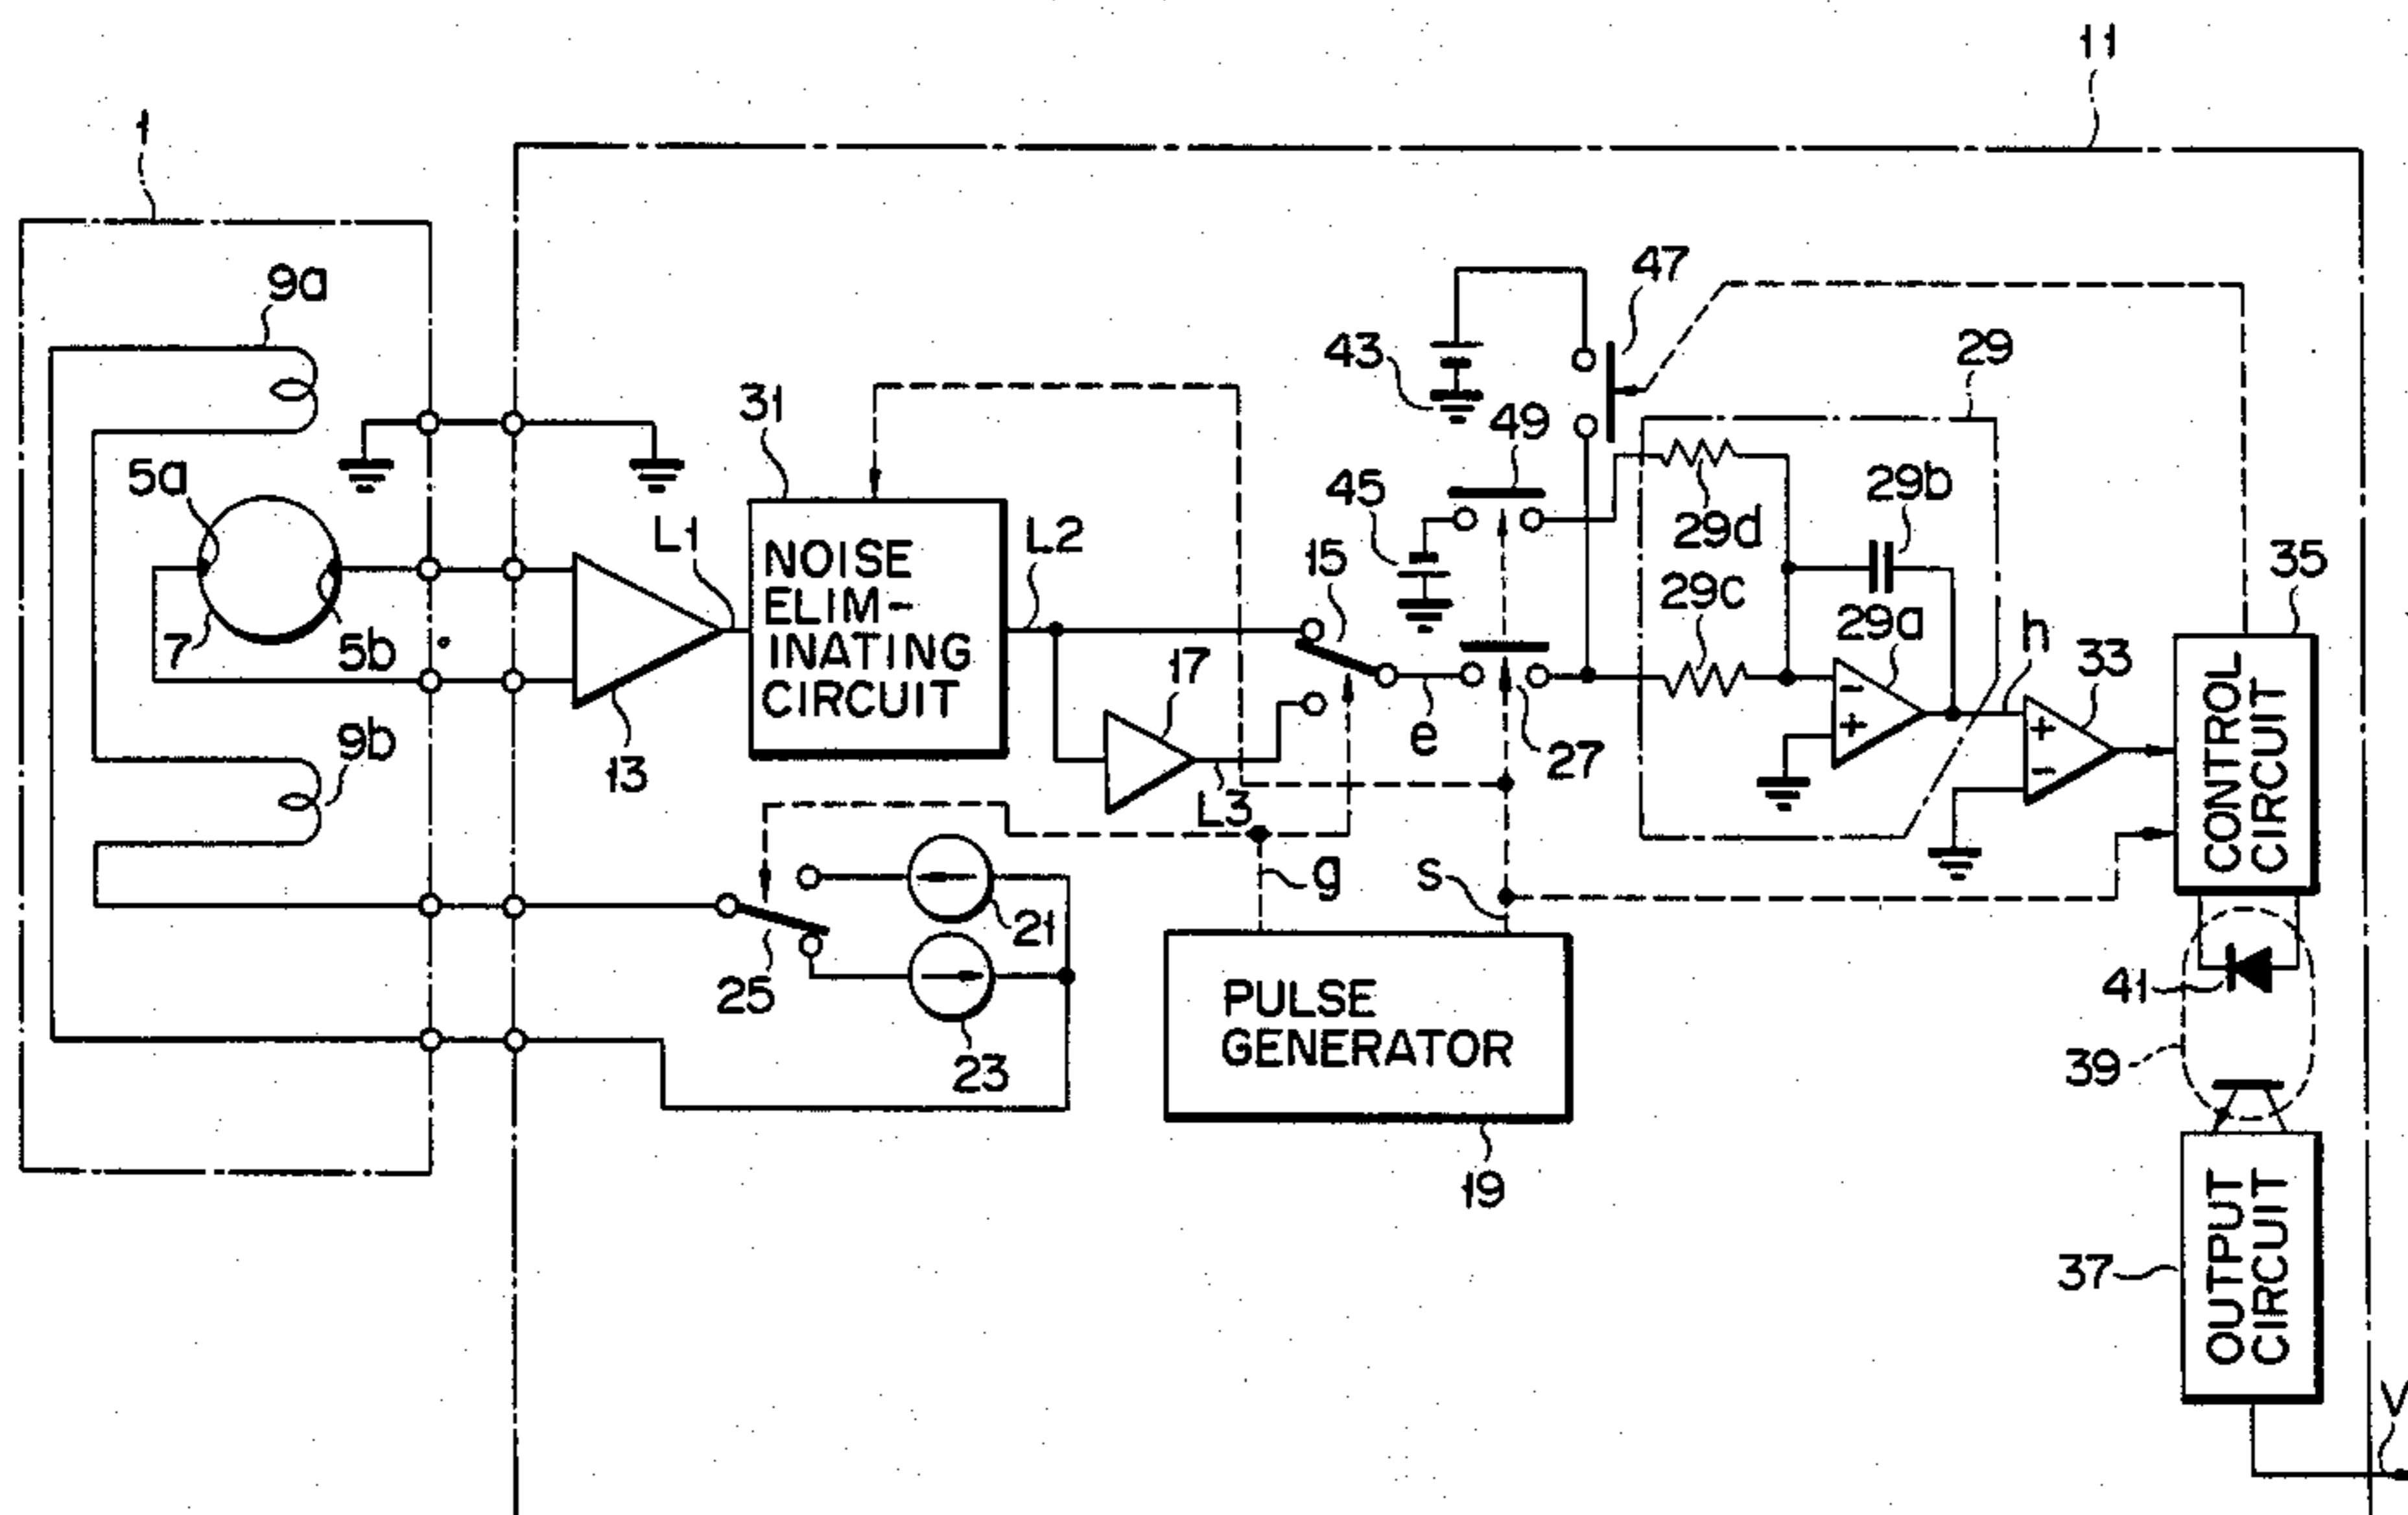 11
1
9a
47
43
29
31
49
5a
45
29b
29d
L1
L2
15
35
NOISE
ELIM-
INATING
CIRCUIT
29C
29a
h
33
7
5b
17
9b
13
e
27
L3
CONTROL
CIRCUIT
g
S
21
25
23
41
PULSE
GENERATOR
39
19
37
OUTPUT
CIRCUIT
V